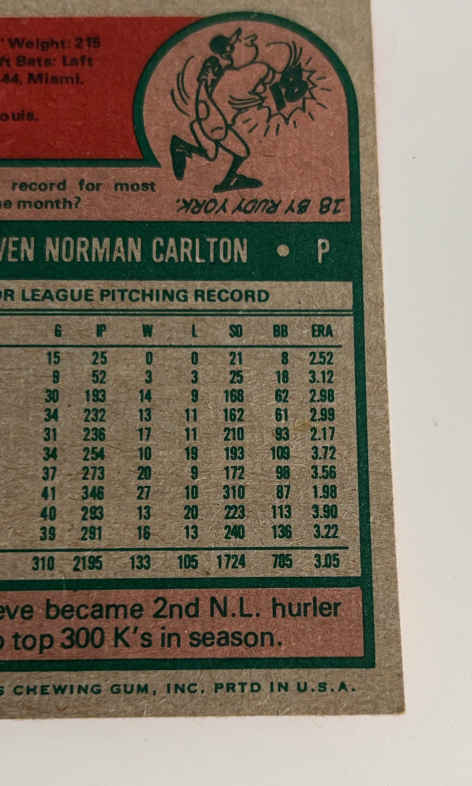 " Weight: 215
Bats: Left
44, Miami.
ouis.
record for most
month?
18 BY RUDY YORK.
18
VEN NORMAN CARLTON • P
R LEAGUE PITCHING RECORD
G IP W L SO BB ERA
15 25 0 0 21 8 2.52
9 52 3 3 25 18 3.12
30 193 14 9 168 62 2.98
34 232 13 11 162 61 2.99
31 236 17 11 210 93 2.17
34 254 10 19 193 109 3.72
37 273 20 9 172 98 3.56
41 346 27 10 310 87 1.98
40 293 13 20 223 113 3.90
39 291 16 13 240 136 3.22
310 2195 133 105 1724 785 3.05
eve became 2nd N.L. hurler
top 300 K's in season.
S CHEWING GUM, INC. PRTD IN U.S.A.